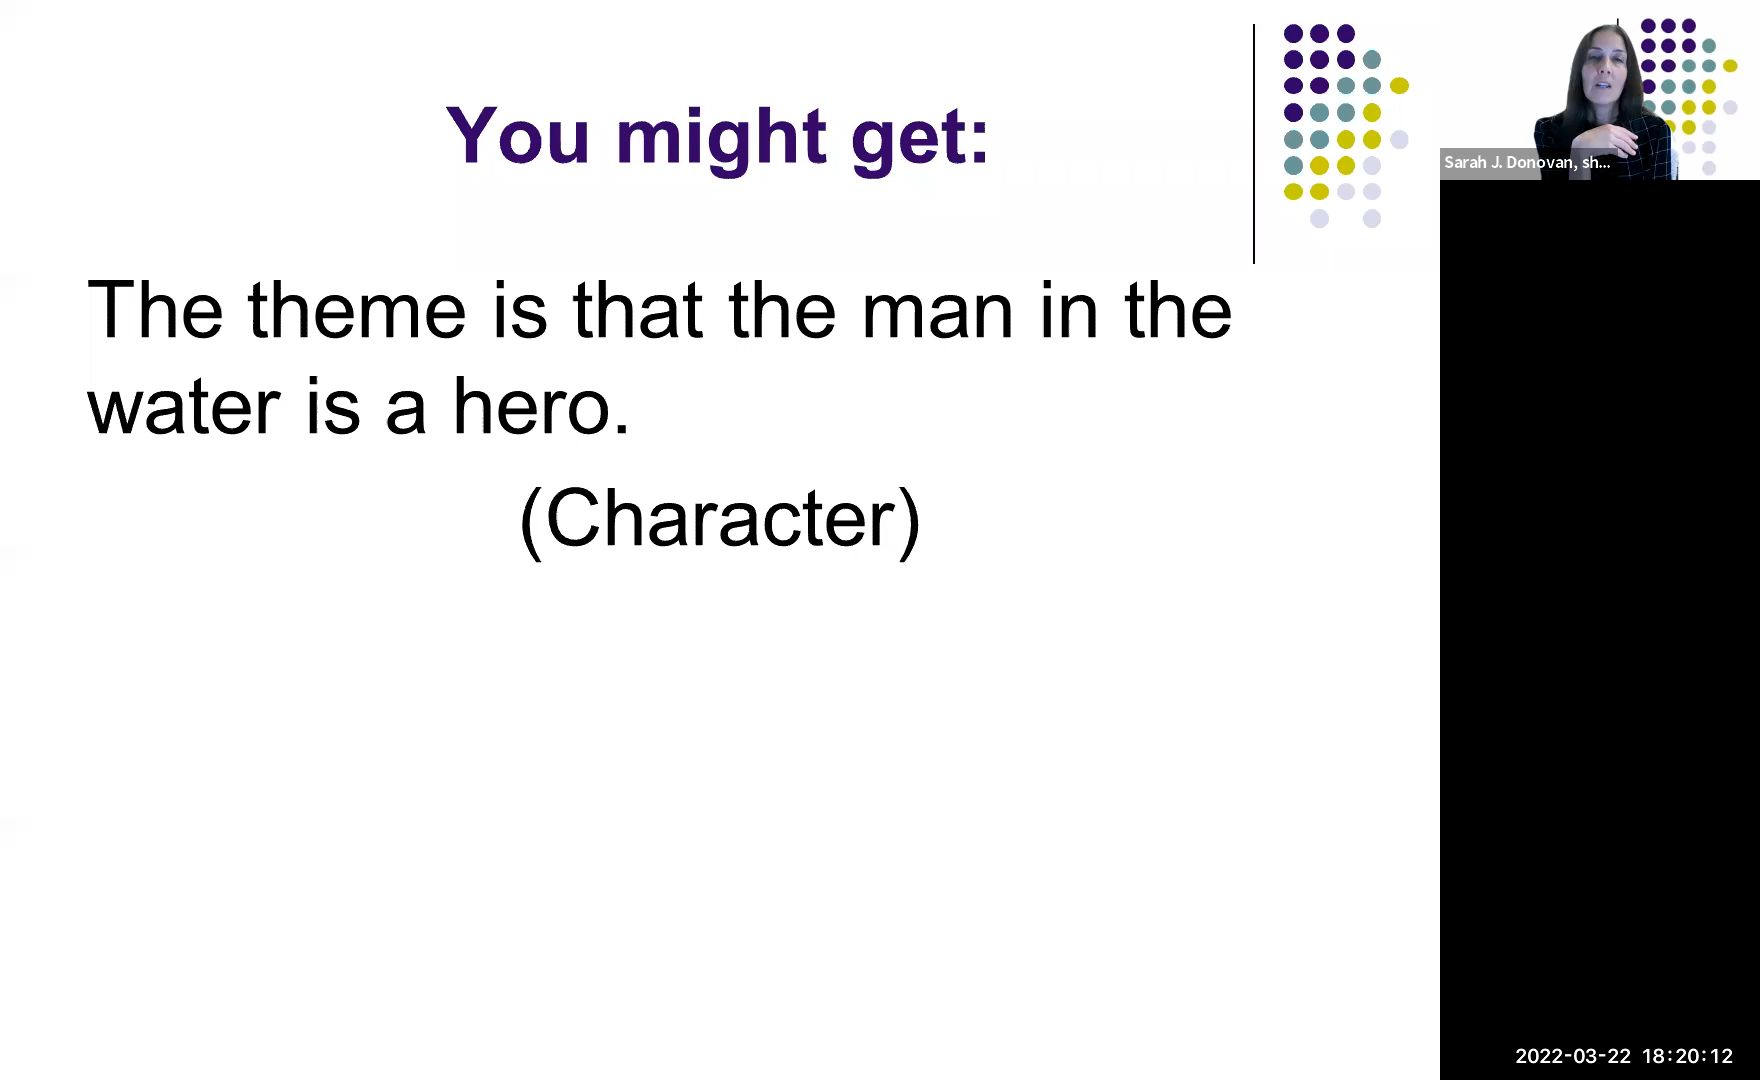 You might get:
The theme is that the man in the
water is a hero.
(Character)
Sarah J. Donovan, sh...
2022-03-22 18:20:12